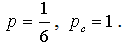 p = 1/6 , p_c = 1 .